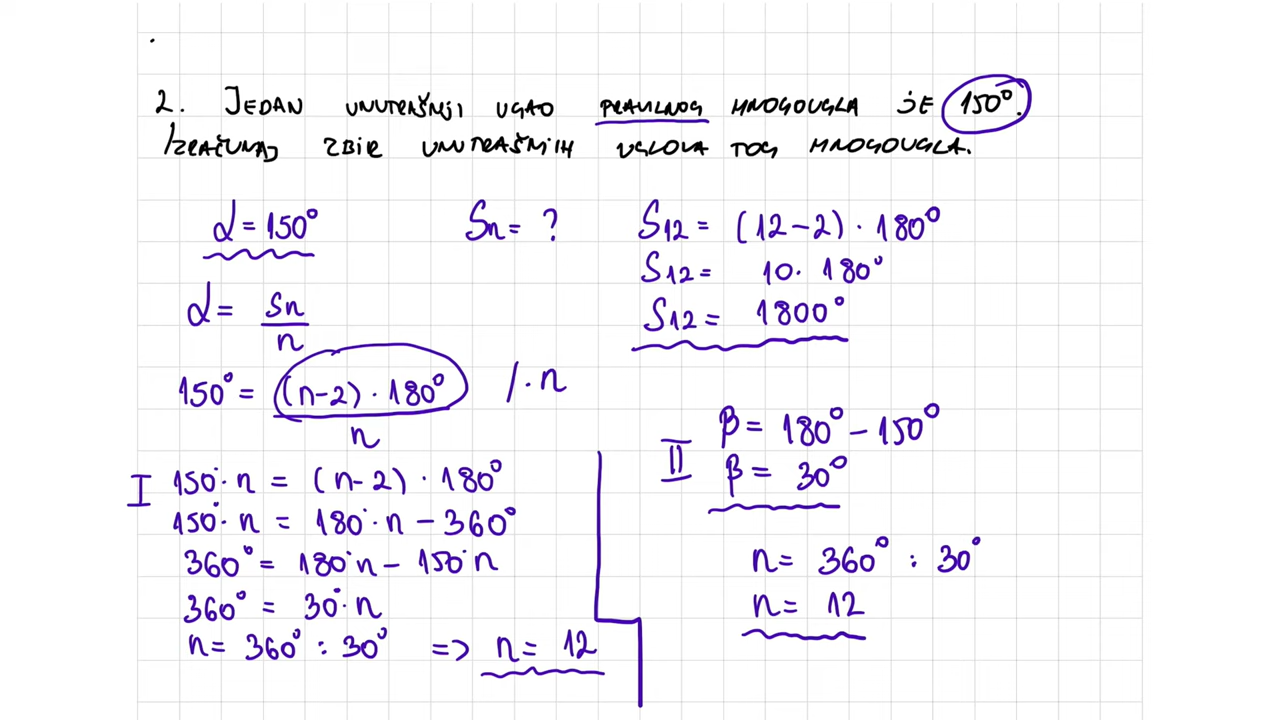 2. JEDAN UNUTRAŠNJI UGAO PRAVILNOG MNOGOUGLA JE 150°.
IZRAČUNAJ ZBIR UNUTRAŠNJIH UGLOVA TOG MNOGOUGLA.
α = 150°
Sn = ?
α = Sn / n
150° = (n-2) · 180° / n /· n
I 150° · n = (n-2) · 180°
150° · n = 180° · n - 360°
360° = 180° n - 150° n
360° = 30° · n
n = 360° : 30° => n = 12
S12 = (12-2) · 180°
S12 = 10 · 180°
S12 = 1800°
II β = 180° - 150°
β = 30°
n = 360° : 30°
n = 12